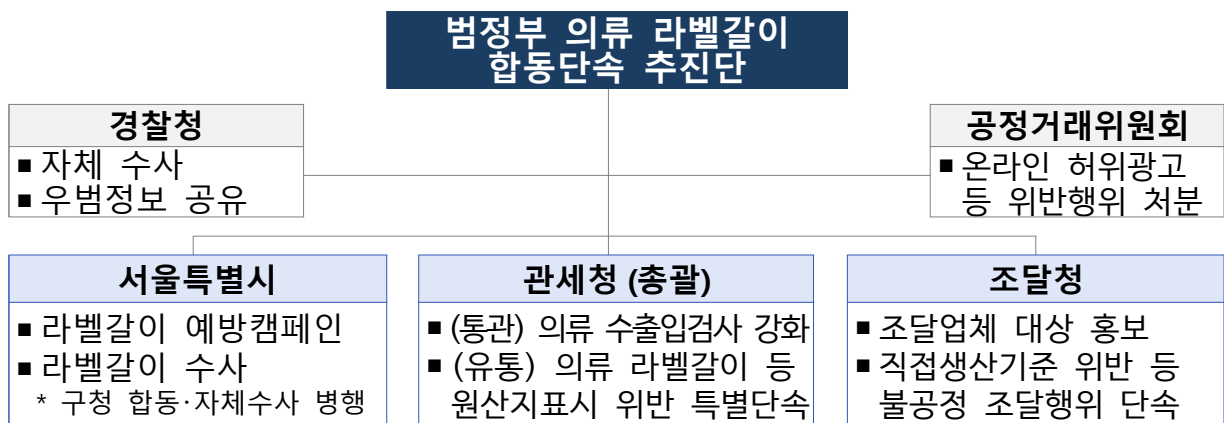 범정부 의류 라벨갈이
합동단속 추진단
경찰청
■ 자체 수사
■ 우범정보 공유
공정거래위원회
■ 온라인 허위광고
등 위반행위 처분
서울특별시
■ 라벨갈이 예방캠페인
■ 라벨갈이 수사
* 구청 합동·자체수사 병행
관세청 (총괄)
■ (통관) 의류 수출입검사 강화
■ (유통) 의류 라벨갈이 등
원산지표시 위반 특별단속
조달청
■ 조달업체 대상 홍보
■ 직접생산기준 위반 등
불공정 조달행위 단속